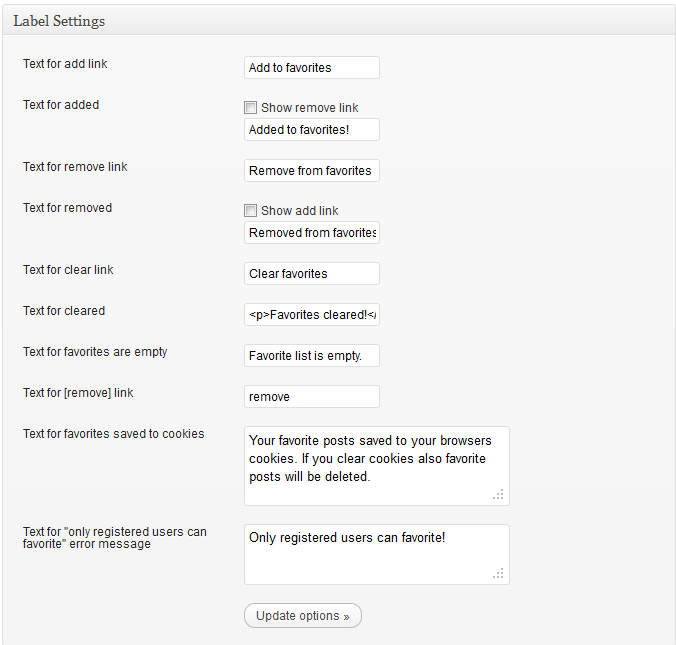 Label Settings
Text for add link
Add to favorites
Text for added
Show remove link
Added to favorites!
Text for remove link
Remove from favorites
Text for removed
Show add link
Removed from favorites
Text for clear link
Clear favorites
Text for cleared
<p>Favorites cleared!</
Text for favorites are empty
Favorite list is empty.
Text for [remove] link
remove
Text for favorites saved to cookies
Your favorite posts saved to your browsers
cookies. If you clear cookies also favorite
posts will be deleted.
Text for "only registered users can
favorite" error message
Only registered users can favorite!
Update options »